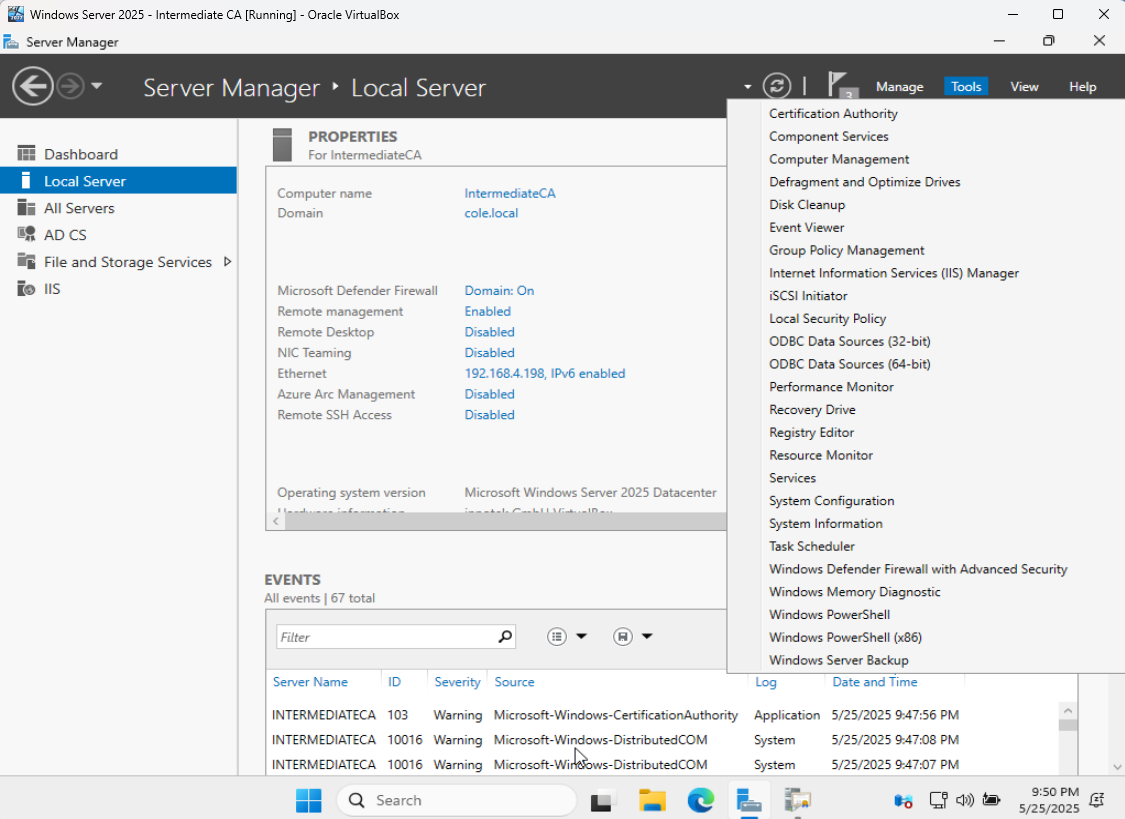 Windows Server 2025 - Intermediate CA [Running] - Oracle VirtualBox
Server Manager
Server Manager ‣ Local Server
3
Manage
Tools
View
Help
Dashboard
Local Server
All Servers
AD CS
File and Storage Services
IIS
PROPERTIES
For IntermediateCA
Computer name IntermediateCA
Domain cole.local
Microsoft Defender Firewall Domain: On
Remote management Enabled
Remote Desktop Disabled
NIC Teaming Disabled
Ethernet 192.168.4.198, IPv6 enabled
Azure Arc Management Disabled
Remote SSH Access Disabled
Operating system version Microsoft Windows Server 2025 Datacenter
Hardware information innotek GmbH VirtualBox
Certification Authority
Component Services
Computer Management
Defragment and Optimize Drives
Disk Cleanup
Event Viewer
Group Policy Management
Internet Information Services (IIS) Manager
iSCSI Initiator
Local Security Policy
ODBC Data Sources (32-bit)
ODBC Data Sources (64-bit)
Performance Monitor
Recovery Drive
Registry Editor
Resource Monitor
Services
System Configuration
System Information
Task Scheduler
Windows Defender Firewall with Advanced Security
Windows Memory Diagnostic
Windows PowerShell
Windows PowerShell (x86)
Windows Server Backup
EVENTS
All events | 67 total
Filter
Server Name ID Severity Source Log Date and Time
INTERMEDIATECA 103 Warning Microsoft-Windows-CertificationAuthority Application 5/25/2025 9:47:56 PM
INTERMEDIATECA 10016 Warning Microsoft-Windows-DistributedCOM System 5/25/2025 9:47:08 PM
INTERMEDIATECA 10016 Warning Microsoft-Windows-DistributedCOM System 5/25/2025 9:47:07 PM
Search
9:50 PM
5/25/2025